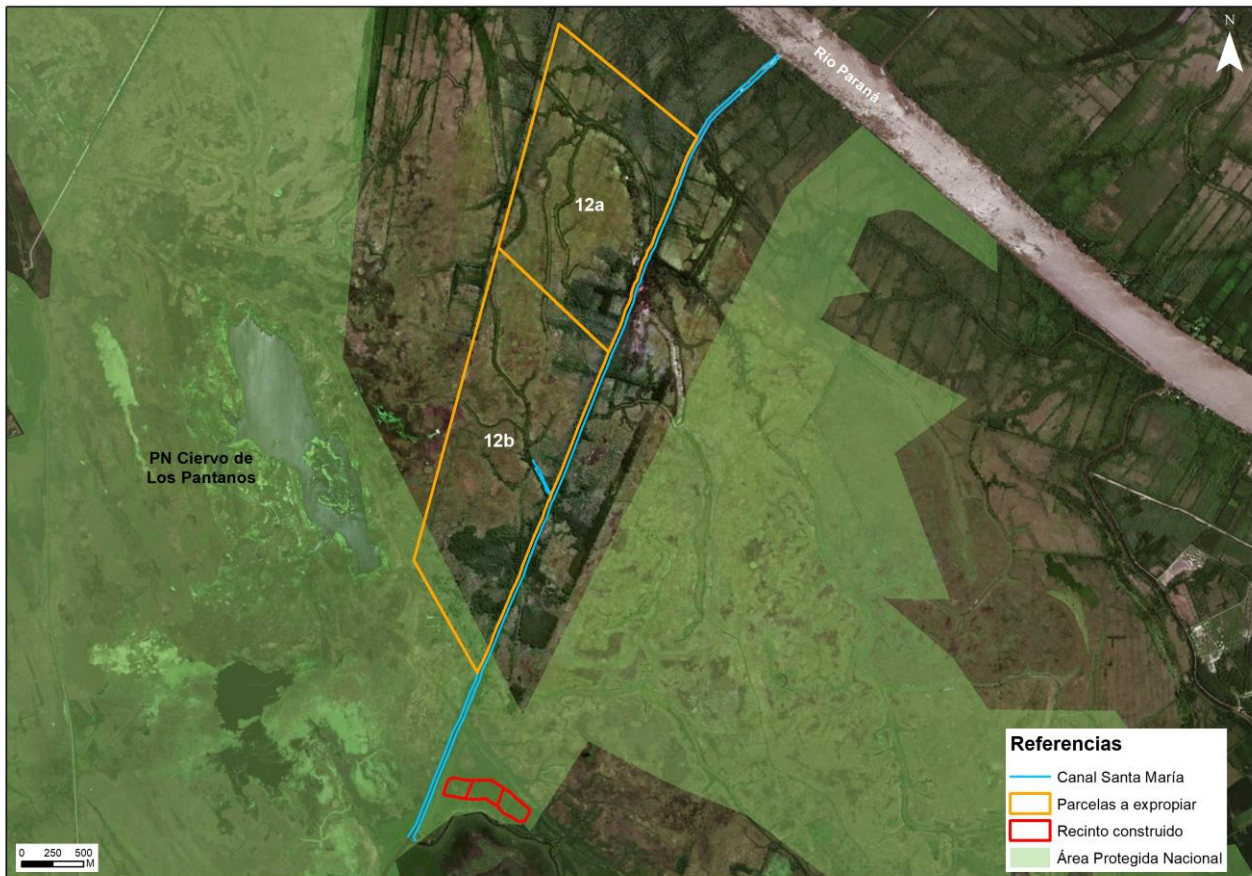 N
Río Paraná
12a
12b
PN Ciervo de
Los Pantanos
Referencias
Canal Santa María
Parcelas a expropiar
Recinto construido
Área Protegida Nacional
0 250 500
M